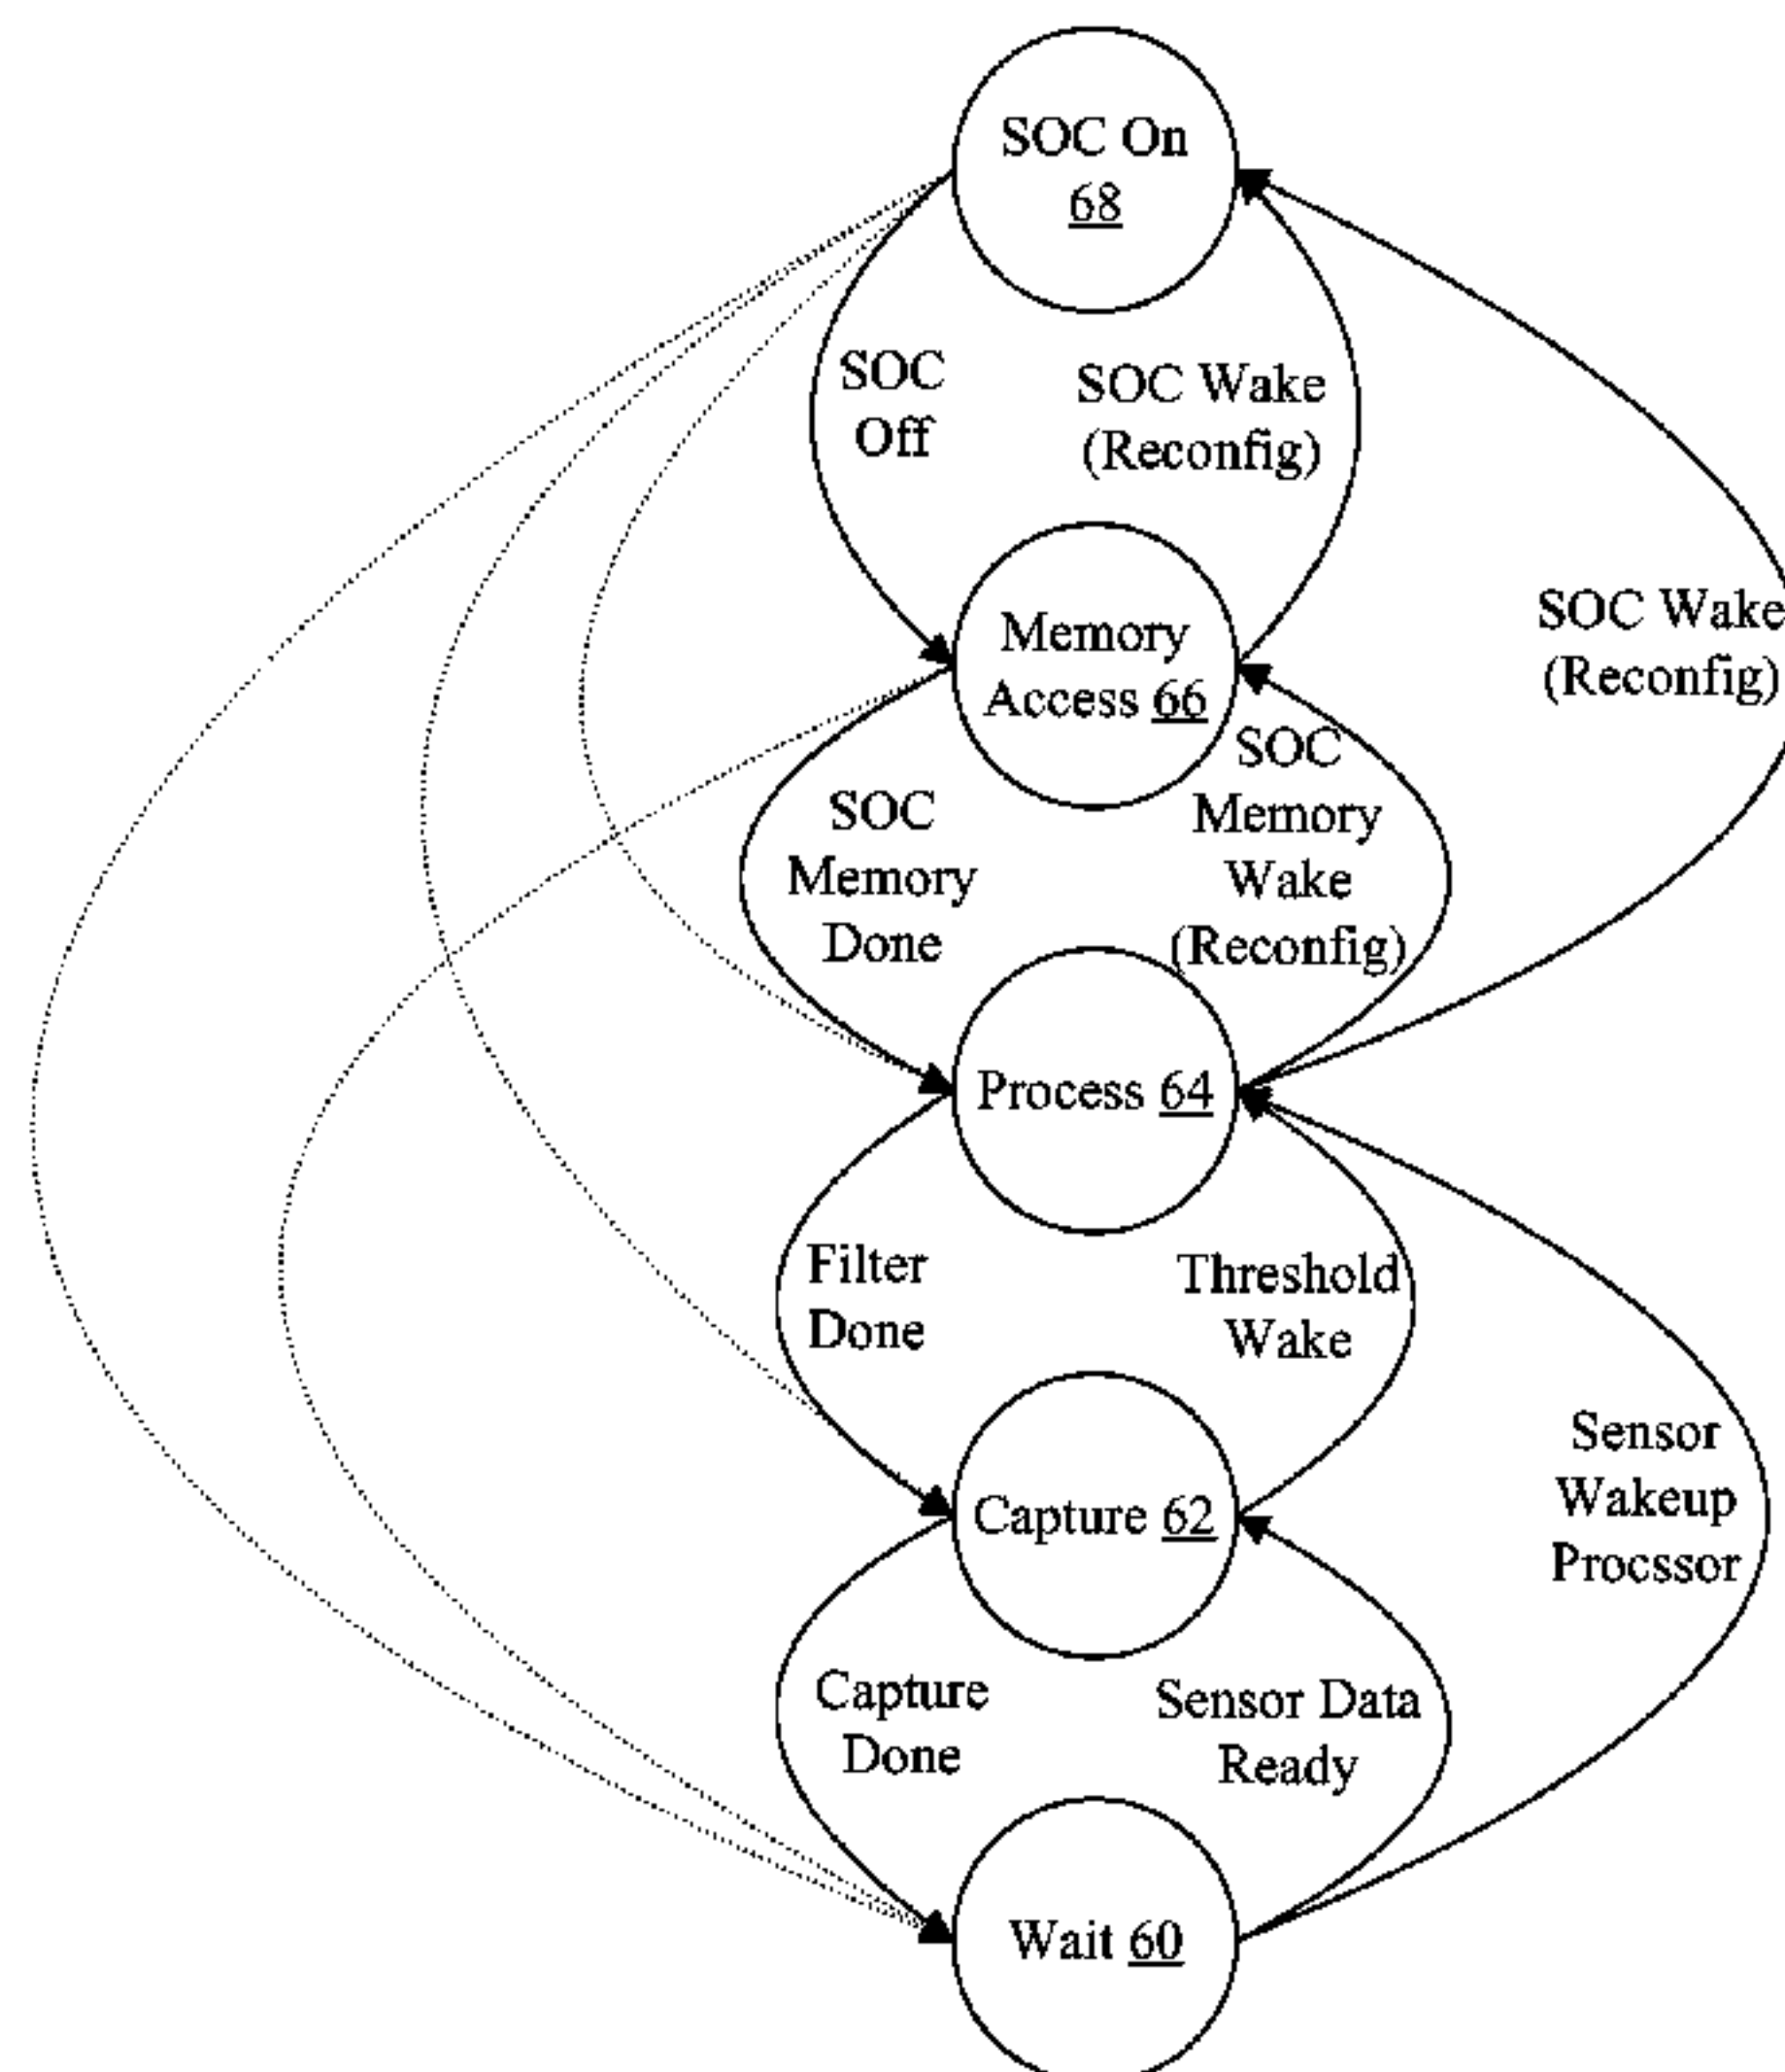 SOC On
68
SOC
Off
SOC Wake
(Reconfig)
SOC Wake
(Reconfig)
Memory
Access 66
SOC
Memory
Done
SOC
Memory
Wake
(Reconfig)
Process 64
Filter
Done
Threshold
Wake
Sensor
Wakeup
Procssor
Capture 62
Capture
Done
Sensor Data
Ready
Wait 60